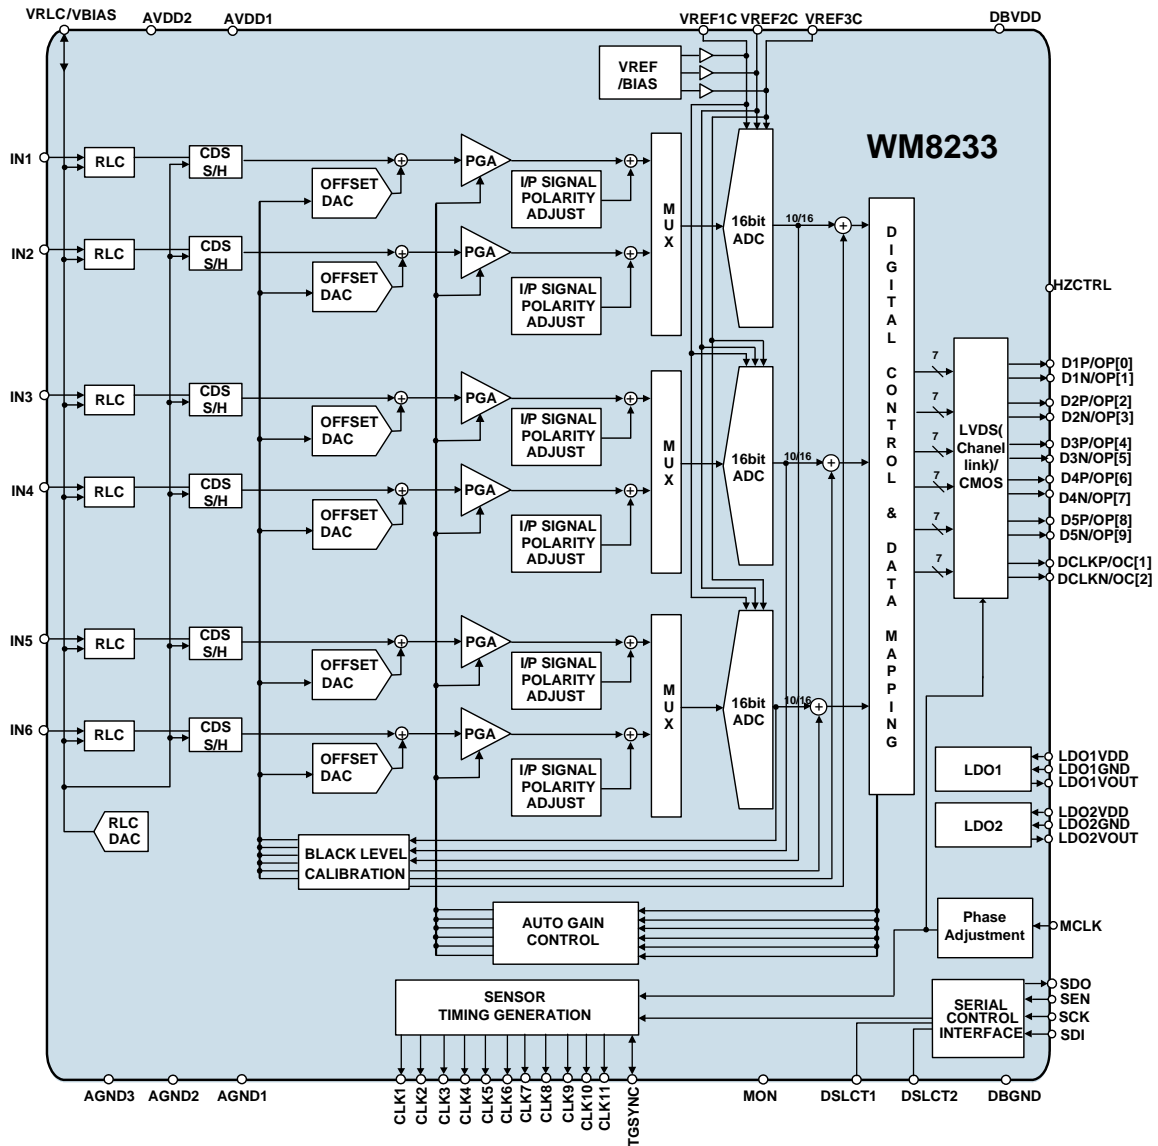 VRLC/VBIAS
AVDD2
AVDD1
VREF1C
VREF2C
VREF3C
DBVDD
VREF
/BIAS
WM8233
IN1
RLC
CDS
S/H
OFFSET
DAC
PGA
I/P SIGNAL
POLARITY
ADJUST
MUX
16bit
ADC
10/16
IN2
RLC
CDS
S/H
OFFSET
DAC
PGA
I/P SIGNAL
POLARITY
ADJUST
DIGITAL CONTROL & DATA MAPPING
HZCTRL
IN3
RLC
CDS
S/H
OFFSET
DAC
PGA
I/P SIGNAL
POLARITY
ADJUST
MUX
16bit
ADC
10/16
IN4
RLC
CDS
S/H
OFFSET
DAC
PGA
I/P SIGNAL
POLARITY
ADJUST
7
7
7
7
7
7
LVDS(
Chanel
link)/
CMOS
D1P/OP[0]
D1N/OP[1]
D2P/OP[2]
D2N/OP[3]
D3P/OP[4]
D3N/OP[5]
D4P/OP[6]
D4N/OP[7]
D5P/OP[8]
D5N/OP[9]
DCLKP/OC[1]
DCLKN/OC[2]
IN5
RLC
CDS
S/H
OFFSET
DAC
PGA
I/P SIGNAL
POLARITY
ADJUST
MUX
16bit
ADC
10/16
IN6
RLC
CDS
S/H
OFFSET
DAC
PGA
I/P SIGNAL
POLARITY
ADJUST
LDO1
LDO1VDD
LDO1GND
LDO1VOUT
LDO2
LDO2VDD
LDO2GND
LDO2VOUT
RLC
DAC
BLACK LEVEL
CALIBRATION
AUTO GAIN
CONTROL
Phase
Adjustment
MCLK
SENSOR
TIMING GENERATION
SERIAL
CONTROL
INTERFACE
SDO
SEN
SCK
SDI
AGND3
AGND2
AGND1
CLK1
CLK2
CLK3
CLK4
CLK5
CLK6
CLK7
CLK8
CLK9
CLK10
CLK11
TGSYNC
MON
DSLCT1
DSLCT2
DBGND